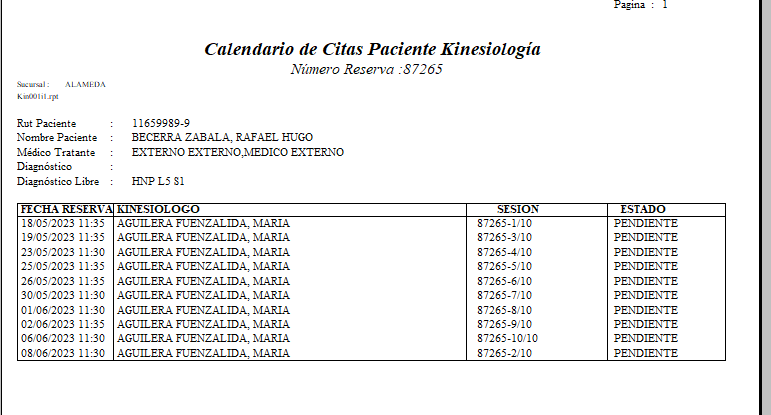 Pagina : 1
Calendario de Citas Paciente Kinesiología
Número Reserva :87265
Sucursal : ALAMEDA
Kin001i1.rpt
Rut Paciente : 11659989-9
Nombre Paciente : BECERRA ZABALA, RAFAEL HUGO
Médico Tratante : EXTERNO EXTERNO,MEDICO EXTERNO
Diagnóstico :
Diagnóstico Libre : HNP L5 S1
FECHA RESERVA KINESIOLOGO SESION ESTADO
18/05/2023 11:35 AGUILERA FUENZALIDA, MARIA 87265-1/10 PENDIENTE
19/05/2023 11:35 AGUILERA FUENZALIDA, MARIA 87265-3/10 PENDIENTE
23/05/2023 11:30 AGUILERA FUENZALIDA, MARIA 87265-4/10 PENDIENTE
25/05/2023 11:35 AGUILERA FUENZALIDA, MARIA 87265-5/10 PENDIENTE
26/05/2023 11:35 AGUILERA FUENZALIDA, MARIA 87265-6/10 PENDIENTE
30/05/2023 11:30 AGUILERA FUENZALIDA, MARIA 87265-7/10 PENDIENTE
01/06/2023 11:30 AGUILERA FUENZALIDA, MARIA 87265-8/10 PENDIENTE
02/06/2023 11:35 AGUILERA FUENZALIDA, MARIA 87265-9/10 PENDIENTE
06/06/2023 11:30 AGUILERA FUENZALIDA, MARIA 87265-10/10 PENDIENTE
08/06/2023 11:30 AGUILERA FUENZALIDA, MARIA 87265-2/10 PENDIENTE